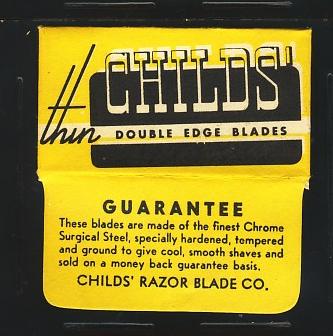 thin CHILDS'
DOUBLE EDGE BLADES
GUARANTEE
These blades are made of the finest Chrome
Surgical Steel, specially hardened, tempered
and ground to give cool, smooth shaves and
sold on a money back guarantee basis.
CHILDS' RAZOR BLADE CO.